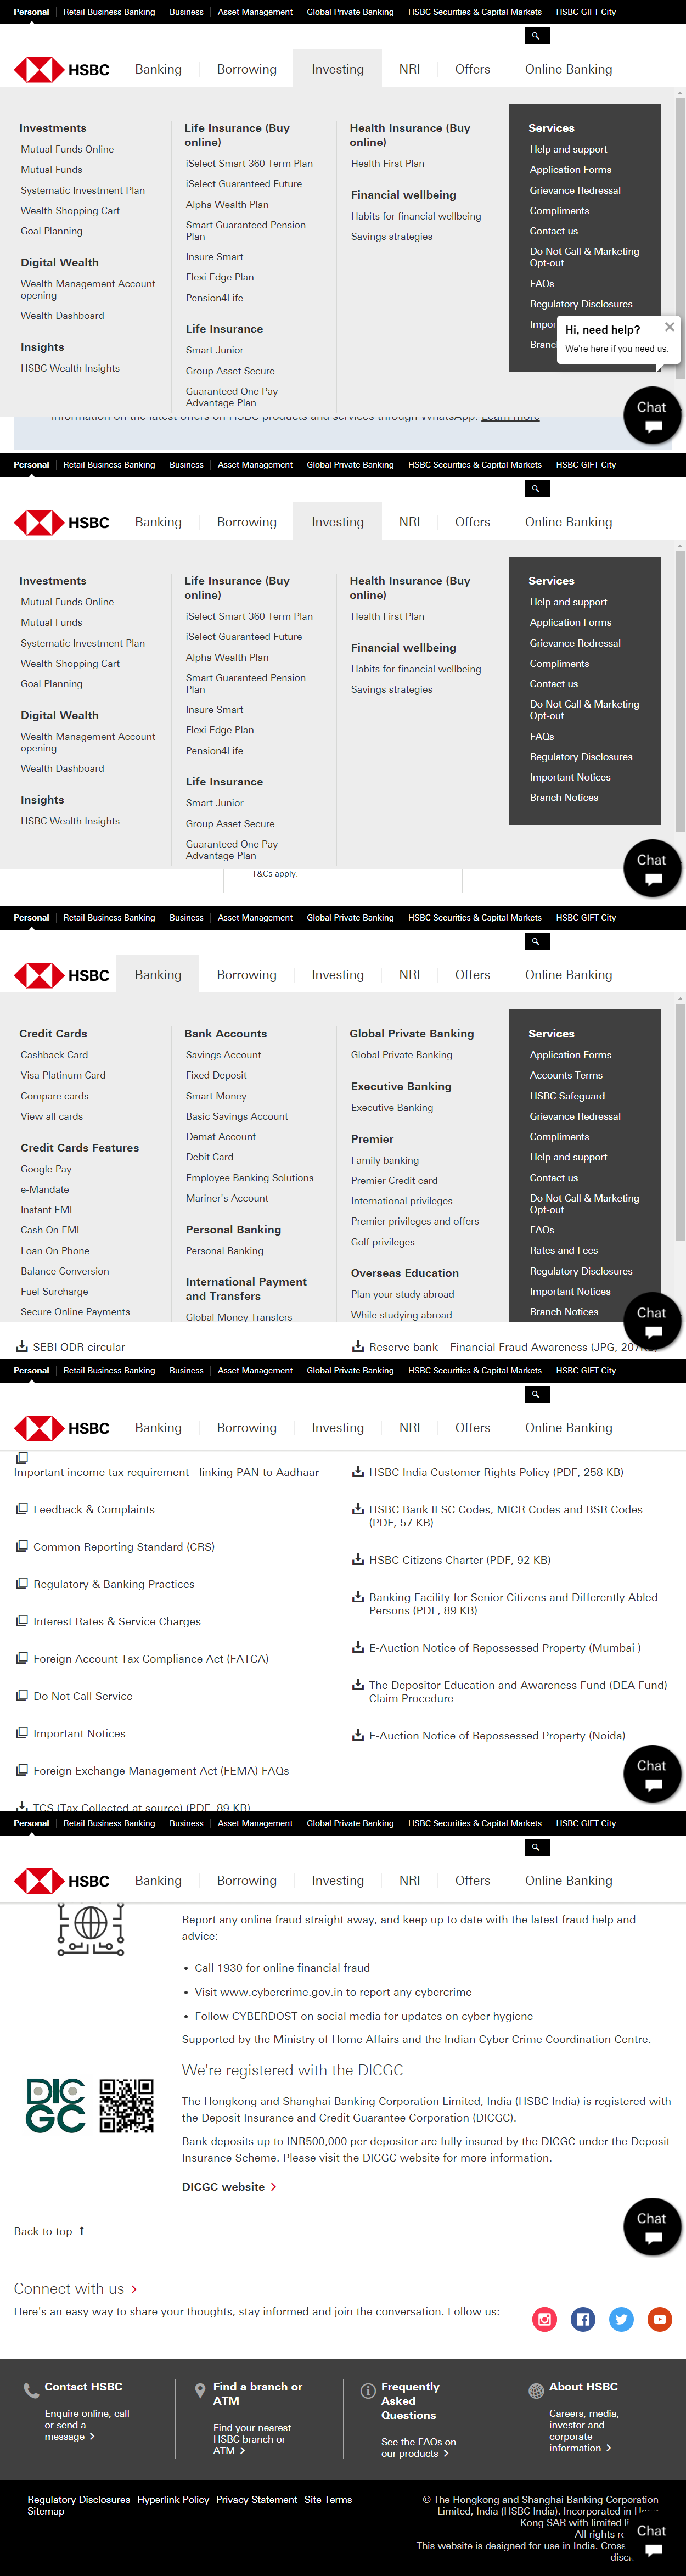 Personal Retail Business Banking Business Asset Management Global Private Banking HSBC Securities & Capital Markets HSBC GIFT City
HSBC Banking Borrowing Investing NRI Offers Online Banking
Investments
Mutual Funds Online
Mutual Funds
Systematic Investment Plan
Wealth Shopping Cart
Goal Planning
Digital Wealth
Wealth Management Account
opening
Wealth Dashboard
Insights
HSBC Wealth Insights
Life Insurance (Buy
online)
iSelect Smart 360 Term Plan
iSelect Guaranteed Future
Alpha Wealth Plan
Smart Guaranteed Pension
Plan
Insure Smart
Flexi Edge Plan
Pension4Life
Life Insurance
Smart Junior
Group Asset Secure
Guaranteed One Pay
Advantage Plan
Health Insurance (Buy
online)
Health First Plan
Financial wellbeing
Habits for financial wellbeing
Savings strategies
Services
Help and support
Application Forms
Grievance Redressal
Compliments
Contact us
Do Not Call & Marketing
Opt-out
FAQs
Regulatory Disclosures
Hi, need help?
We're here if you need us.
Chat
information on the latest offers on HSBC products and services through WhatsApp. Learn more
Personal Retail Business Banking Business Asset Management Global Private Banking HSBC Securities & Capital Markets HSBC GIFT City
HSBC Banking Borrowing Investing NRI Offers Online Banking
Investments
Mutual Funds Online
Mutual Funds
Systematic Investment Plan
Wealth Shopping Cart
Goal Planning
Digital Wealth
Wealth Management Account
opening
Wealth Dashboard
Insights
HSBC Wealth Insights
Life Insurance (Buy
online)
iSelect Smart 360 Term Plan
iSelect Guaranteed Future
Alpha Wealth Plan
Smart Guaranteed Pension
Plan
Insure Smart
Flexi Edge Plan
Pension4Life
Life Insurance
Smart Junior
Group Asset Secure
Guaranteed One Pay
Advantage Plan
Health Insurance (Buy
online)
Health First Plan
Financial wellbeing
Habits for financial wellbeing
Savings strategies
Services
Help and support
Application Forms
Grievance Redressal
Compliments
Contact us
Do Not Call & Marketing
Opt-out
FAQs
Regulatory Disclosures
Important Notices
Branch Notices
Chat
T&Cs apply.
Personal Retail Business Banking Business Asset Management Global Private Banking HSBC Securities & Capital Markets HSBC GIFT City
HSBC Banking Borrowing Investing NRI Offers Online Banking
Credit Cards
Cashback Card
Visa Platinum Card
Compare cards
View all cards
Credit Cards Features
Google Pay
e-Mandate
Instant EMI
Cash On EMI
Loan On Phone
Balance Conversion
Fuel Surcharge
Secure Online Payments
Bank Accounts
Savings Account
Fixed Deposit
Smart Money
Basic Savings Account
Demat Account
Debit Card
Employee Banking Solutions
Mariner's Account
Personal Banking
Personal Banking
International Payment
and Transfers
Global Money Transfers
Global Private Banking
Global Private Banking
Executive Banking
Executive Banking
Premier
Family banking
Premier Credit card
International privileges
Premier privileges and offers
Golf privileges
Overseas Education
Plan your study abroad
While studying abroad
Services
Application Forms
Accounts Terms
HSBC Safeguard
Grievance Redressal
Compliments
Help and support
Contact us
Do Not Call & Marketing
Opt-out
FAQs
Rates and Fees
Regulatory Disclosures
Important Notices
Branch Notices
Chat
SEBI ODR circular
Reserve bank – Financial Fraud Awareness (JPG,
Personal Retail Business Banking Business Asset Management Global Private Banking HSBC Securities & Capital Markets HSBC GIFT City
HSBC Banking Borrowing Investing NRI Offers Online Banking
Important income tax requirement - linking PAN to Aadhaar
Feedback & Complaints
Common Reporting Standard (CRS)
Regulatory & Banking Practices
Interest Rates & Service Charges
Foreign Account Tax Compliance Act (FATCA)
Do Not Call Service
Important Notices
Foreign Exchange Management Act (FEMA) FAQs
TCS (Tax Collected at source) (PDF, 89 KB)
HSBC India Customer Rights Policy (PDF, 258 KB)
HSBC Bank IFSC Codes, MICR Codes and BSR Codes
(PDF, 57 KB)
HSBC Citizens Charter (PDF, 92 KB)
Banking Facility for Senior Citizens and Differently Abled
Persons (PDF, 89 KB)
E-Auction Notice of Repossessed Property (Mumbai )
The Depositor Education and Awareness Fund (DEA Fund)
Claim Procedure
E-Auction Notice of Repossessed Property (Noida)
Chat
Personal Retail Business Banking Business Asset Management Global Private Banking HSBC Securities & Capital Markets HSBC GIFT City
HSBC Banking Borrowing Investing NRI Offers Online Banking
Report any online fraud straight away, and keep up to date with the latest fraud help and
advice:
• Call 1930 for online financial fraud
• Visit www.cybercrime.gov.in to report any cybercrime
• Follow CYBERDOST on social media for updates on cyber hygiene
Supported by the Ministry of Home Affairs and the Indian Cyber Crime Coordination Centre.
DIC
GC
We're registered with the DICGC
The Hongkong and Shanghai Banking Corporation Limited, India (HSBC India) is registered with
the Deposit Insurance and Credit Guarantee Corporation (DICGC).
Bank deposits up to INR500,000 per depositor are fully insured by the DICGC under the Deposit
Insurance Scheme. Please visit the DICGC website for more information.
DICGC website
Chat
Back to top
Connect with us
Here's an easy way to share your thoughts, stay informed and join the conversation. Follow us:
Contact HSBC
Enquire online, call
or send a
message
Find a branch or
ATM
Find your nearest
HSBC branch or
ATM
Frequently
Asked
Questions
See the FAQs on
our products
About HSBC
Careers, media,
investor and
corporate
information
Regulatory Disclosures Hyperlink Policy Privacy Statement Site Terms
Sitemap
© The Hongkong and Shanghai Banking Corporation
Limited, India (HSBC India). Incorporated in Hong
Kong SAR with limited
All rights
This website is designed for use in India.
Chat